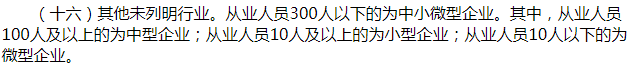 （十六）其他未列明行业。从业人员300人以下的为中小微型企业。其中，从业人员
100人及以上的为中型企业；从业人员10人及以上的为小型企业；从业人员10人以下的为
微型企业。